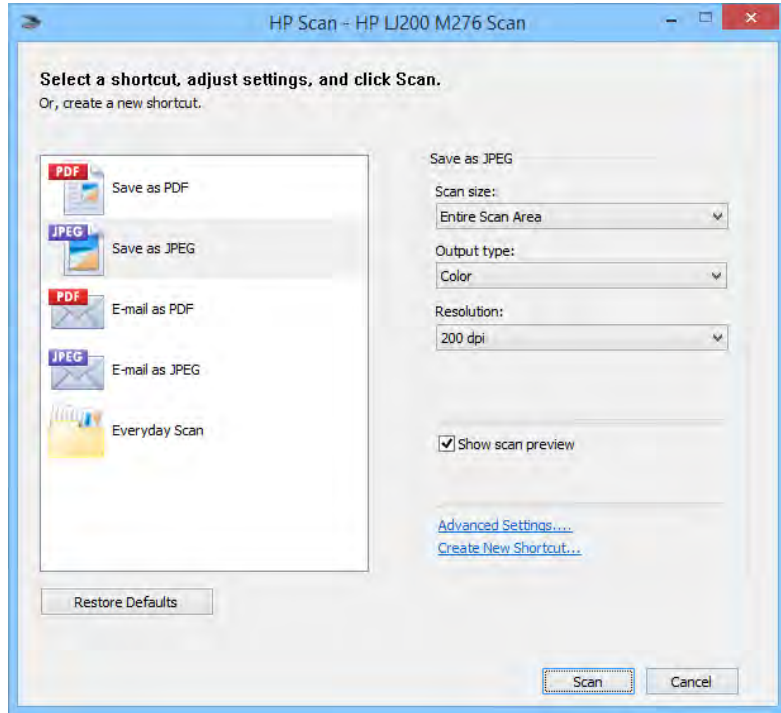 HP Scan - HP LJ200 M276 Scan
Select a shortcut, adjust settings, and click Scan.
Or, create a new shortcut.
PDF
Save as PDF
JPEG
Save as JPEG
PDF
E-mail as PDF
JPEG
E-mail as JPEG
Everyday Scan
Restore Defaults
Save as JPEG
Scan size:
Entire Scan Area
Output type:
Color
Resolution:
200 dpi
Show scan preview
Advanced Settings....
Create New Shortcut...
Scan
Cancel